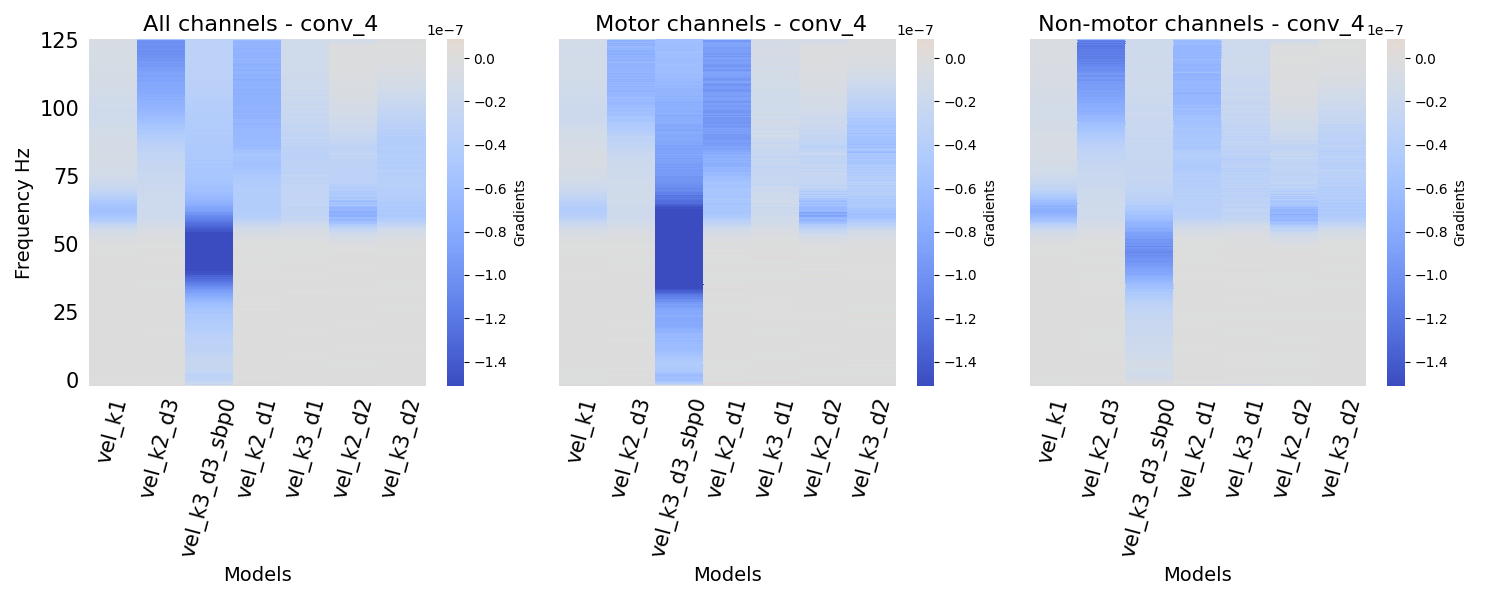 All channels - conv_4
Motor channels - conv_4
Non-motor channels - conv_4
1e−7
1e−7
1e−7
Frequency Hz
125
100
75
50
25
0
0.0
−0.2
−0.4
−0.6
−0.8
−1.0
−1.2
−1.4
Gradients
0.0
−0.2
−0.4
−0.6
−0.8
−1.0
−1.2
−1.4
Gradients
0.0
−0.2
−0.4
−0.6
−0.8
−1.0
−1.2
−1.4
Gradients
vel_k1
vel_k2_d3
vel_k3_d3_sbp0
vel_k2_d1
vel_k3_d1
vel_k2_d2
vel_k3_d2
vel_k1
vel_k2_d3
vel_k3_d3_sbp0
vel_k2_d1
vel_k3_d1
vel_k2_d2
vel_k3_d2
vel_k1
vel_k2_d3
vel_k3_d3_sbp0
vel_k2_d1
vel_k3_d1
vel_k2_d2
vel_k3_d2
Models
Models
Models